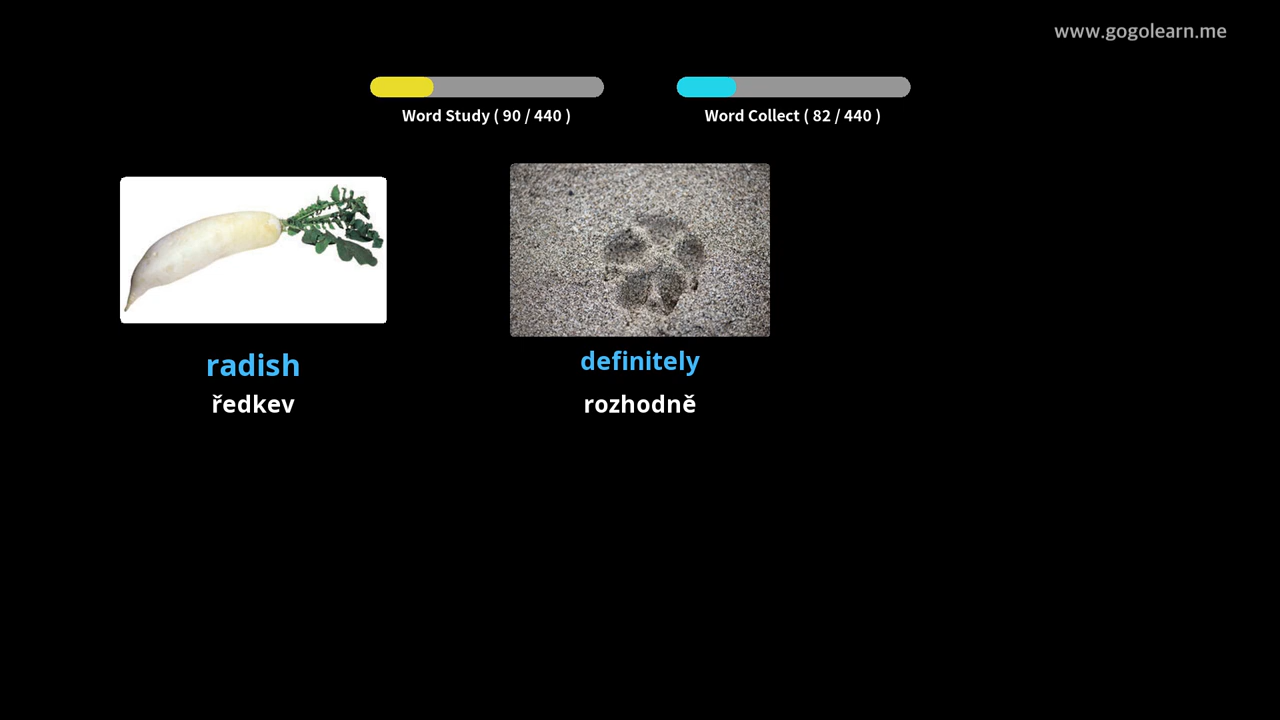 www.gogolearn.me
Word Study ( 90 / 440 )
Word Collect ( 82 / 440 )
radish
ředkev
definitely
rozhodně